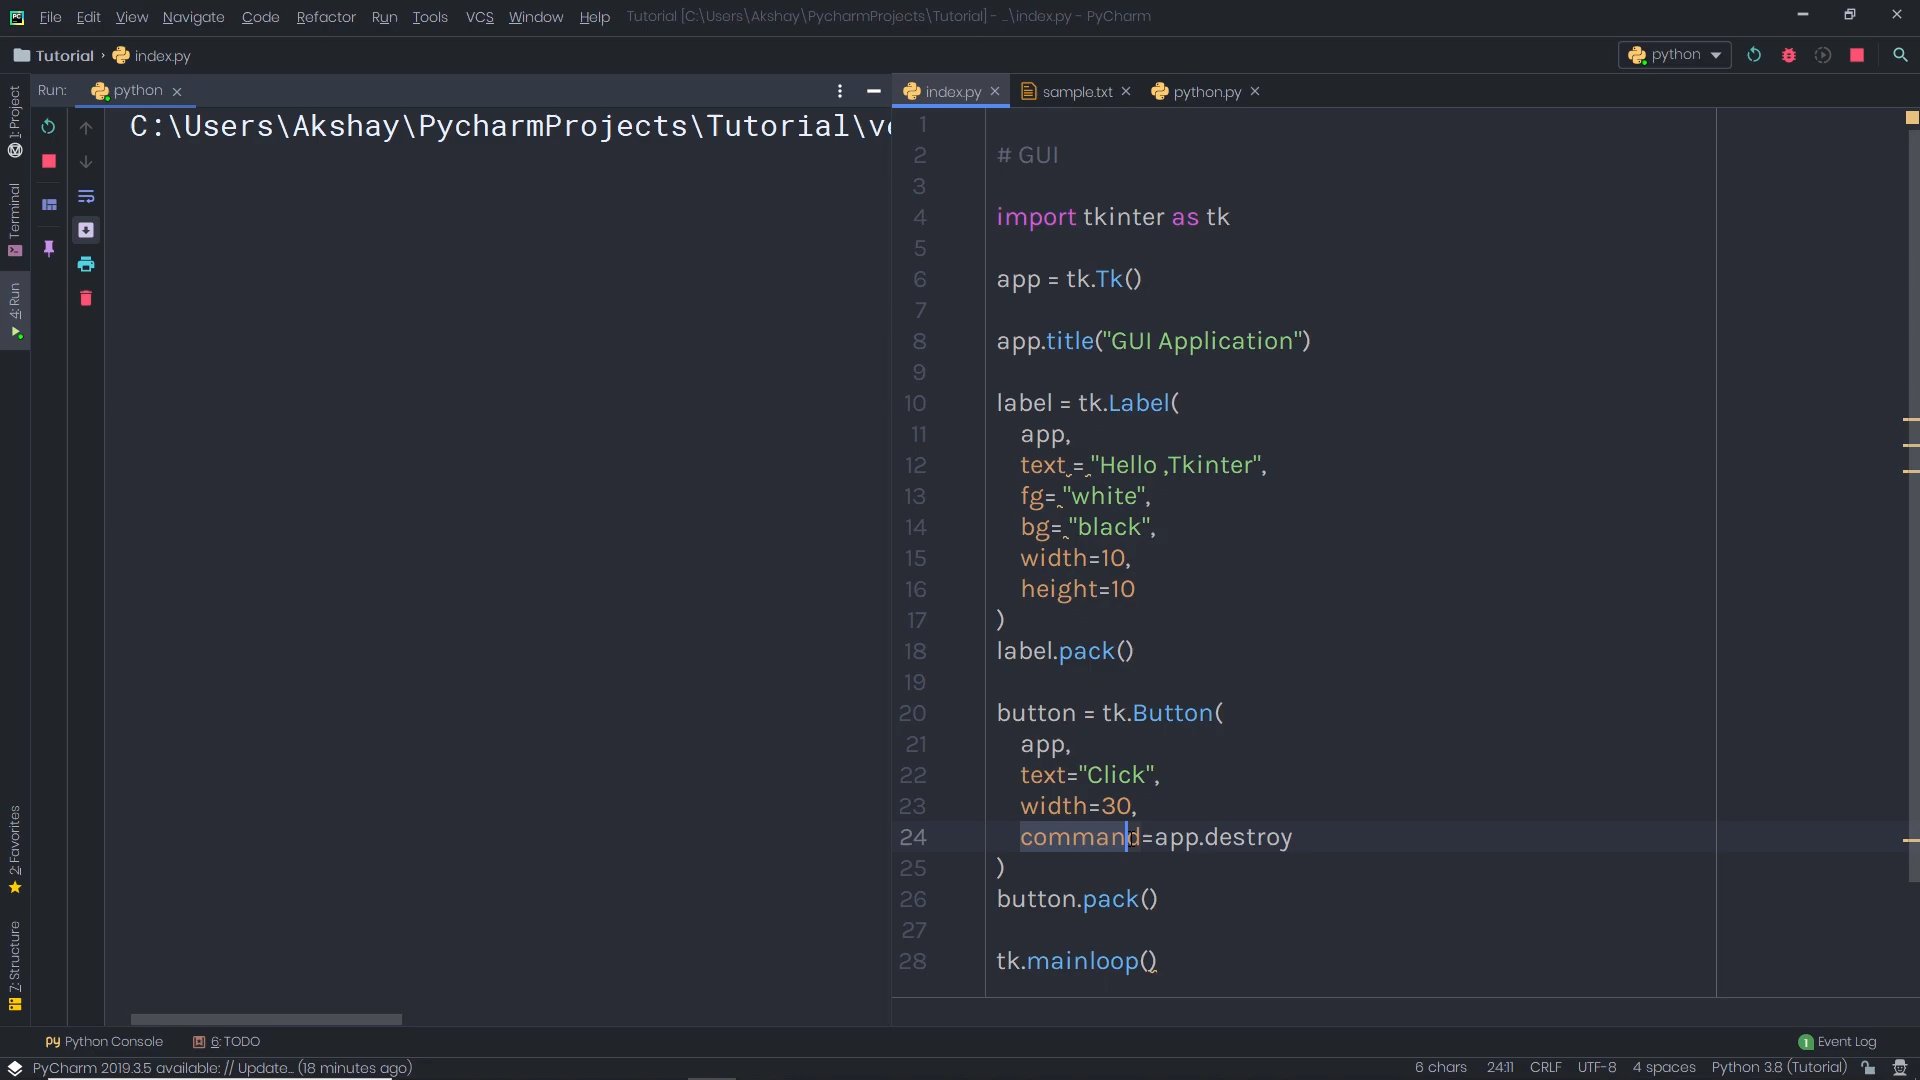 File Edit View Navigate Code Refactor Run Tools VCS Window Help Tutorial [C:\Users\Akshay\PycharmProjects\Tutorial] - ...\index.py - PyCharm
Tutorial index.py python
Run: python
index.py sample.txt python.py
C:\Users\Akshay\PycharmProjects\Tutorial\ve
1: Project
Terminal
4: Run
2: Favorites
7: Structure
1
2 # GUI
3
4 import tkinter as tk
5
6 app = tk.Tk()
7
8 app.title("GUI Application")
9
10 label = tk.Label(
11 app,
12 text = "Hello ,Tkinter",
13 fg= "white",
14 bg= "black",
15 width=10,
16 height=10
17 )
18 label.pack()
19
20 button = tk.Button(
21 app,
22 text="Click",
23 width=30,
24 command=app.destroy
25 )
26 button.pack()
27
28 tk.mainloop()
Python Console 6: TODO 1 Event Log
PyCharm 2019.3.5 available: // Update... (18 minutes ago) 6 chars 24:11 CRLF UTF-8 4 spaces Python 3.8 (Tutorial)